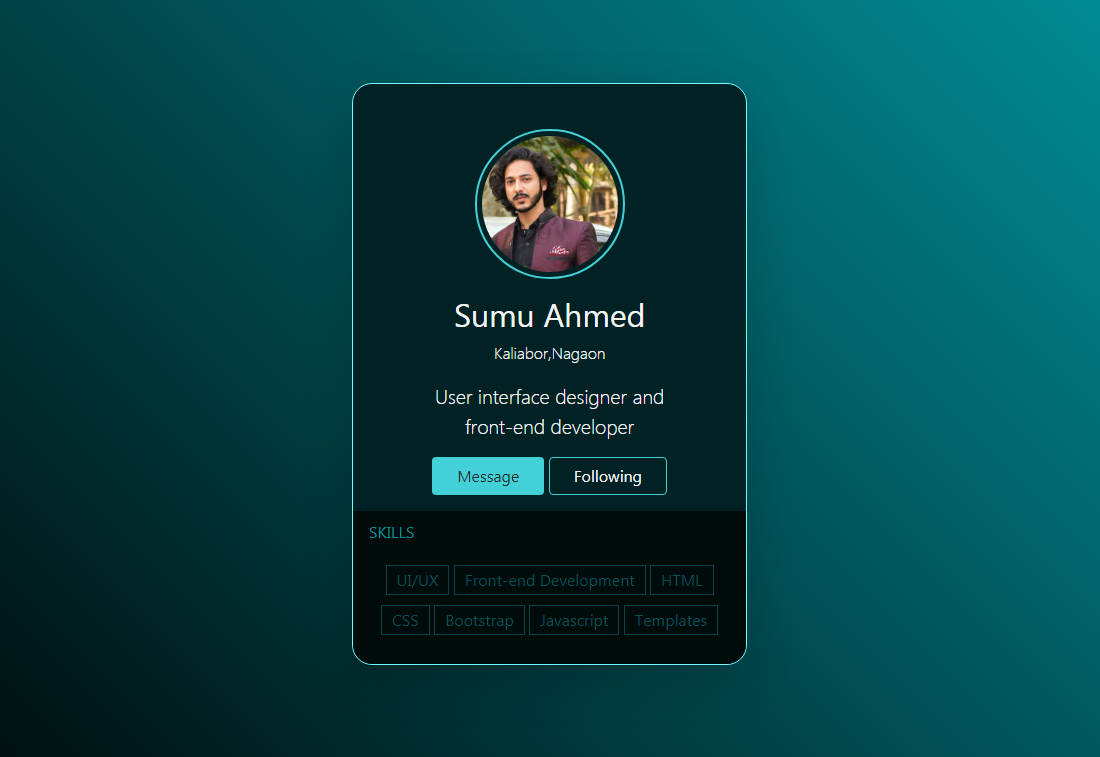 Sumu Ahmed
Kaliabor,Nagaon
User interface designer and
front-end developer
Message Following
SKILLS
UI/UX Front-end Development HTML
CSS Bootstrap Javascript Templates